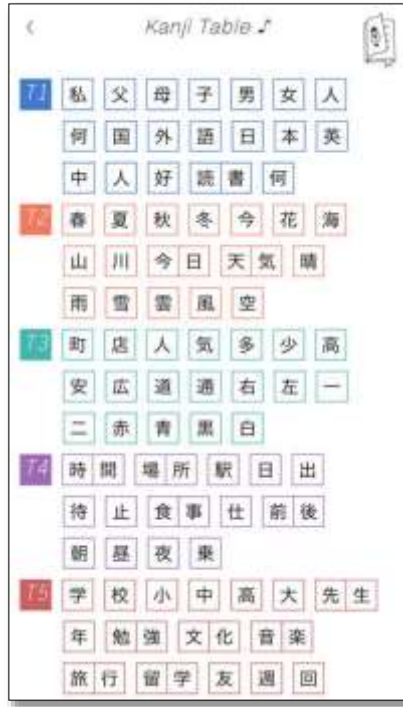 Kanji Table ♪
T1 私 父 母 子 男 女 人
何 国 外 語 日 本 英
中 人 好 読書 何
T2 春 夏 秋 冬 今 花 海
山 川 今日 天気 晴
雨 雪 雲 風 空
T3 町 店 人 気 多 少 高
安 広 道 通 右 左 一
二 赤 青 黒 白
T4 時間 場所 駅 日 出
待 止 食事 仕 前後
朝 昼 夜 乗
T5 学 校 小 中 高 大 先生
年 勉強 文化 音楽
旅行 留学 友 週 回